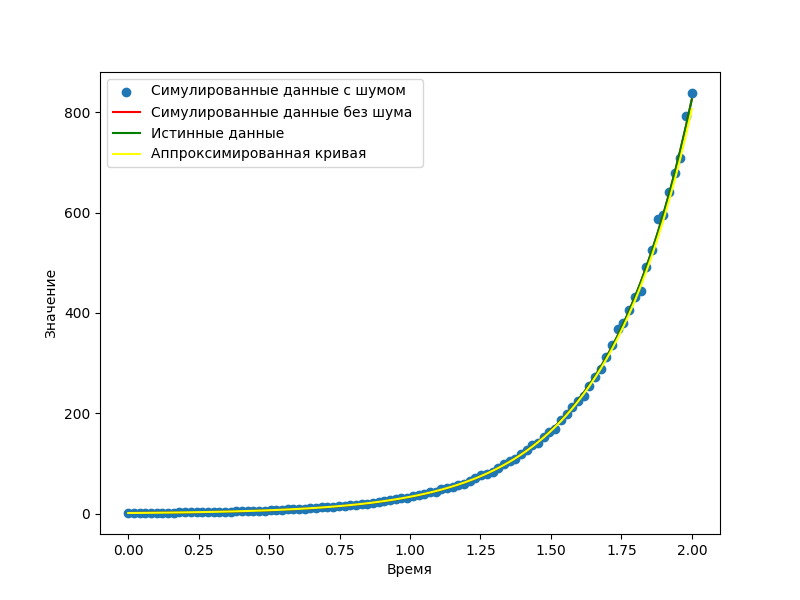 Симулированные данные с шумом
Симулированные данные без шума
Истинные данные
Аппроксимированная кривая
800
600
400
200
0
Значение
0.00 0.25 0.50 0.75 1.00 1.25 1.50 1.75 2.00
Время